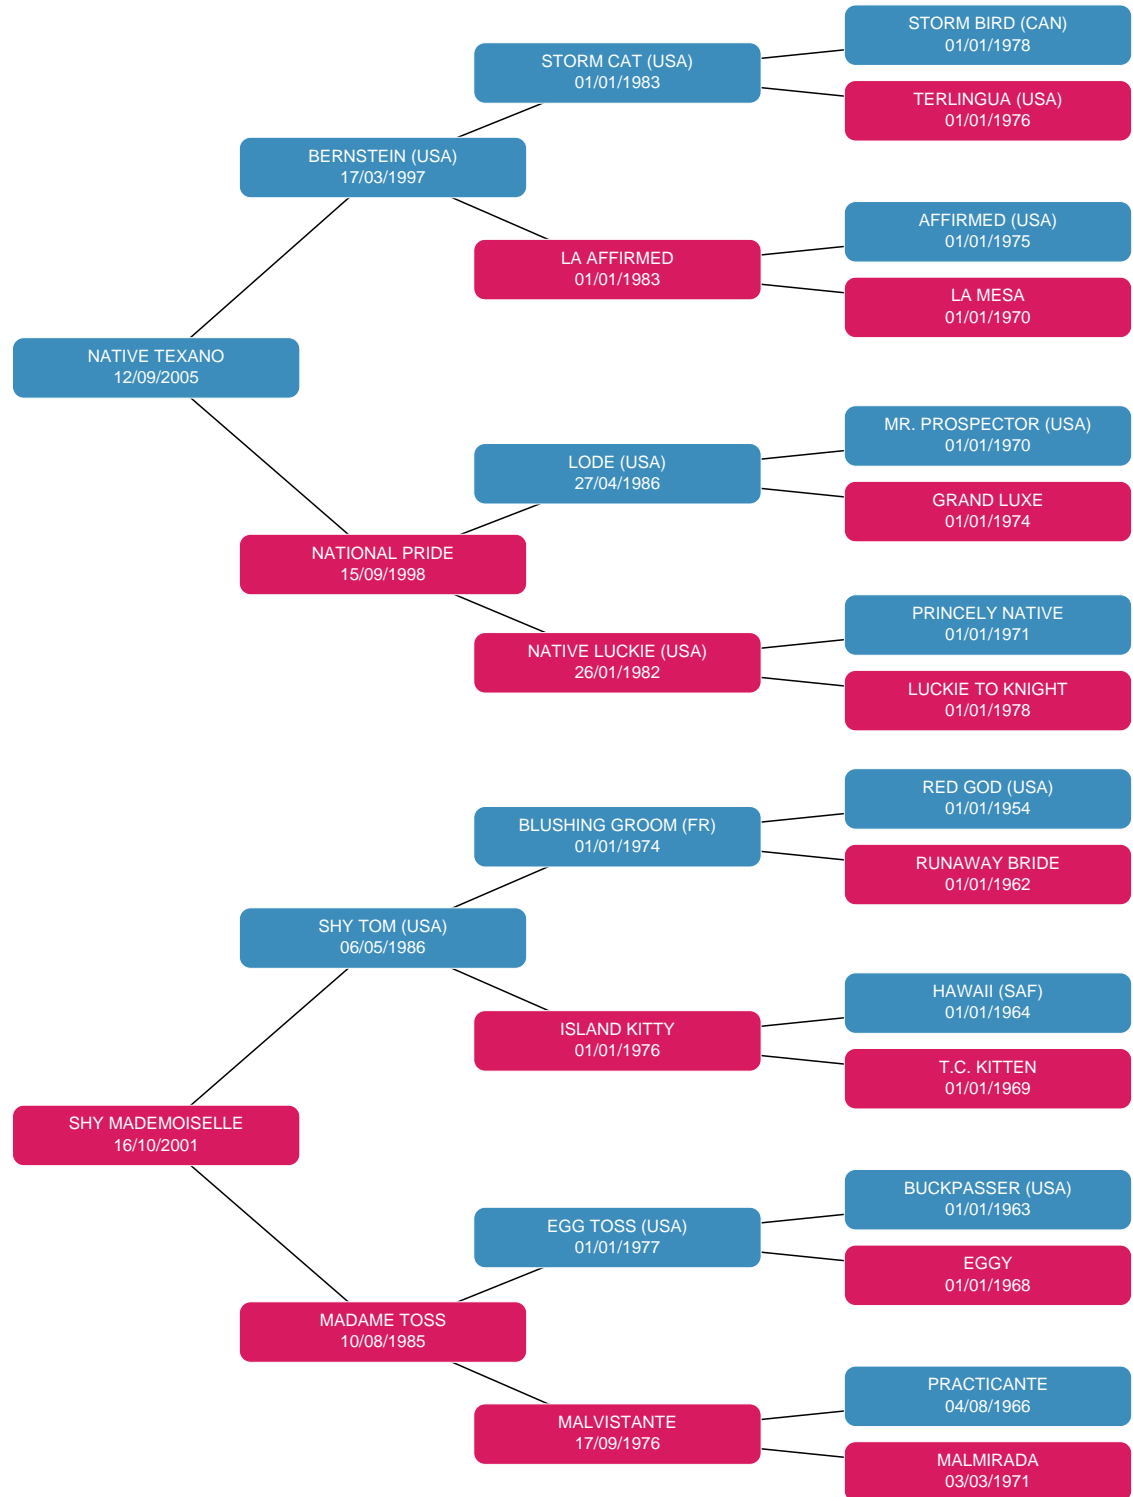 STORM BIRD (CAN)
01/01/1978
STORM CAT (USA)
01/01/1983
TERLINGUA (USA)
01/01/1976
BERNSTEIN (USA)
17/03/1997
AFFIRMED (USA)
01/01/1975
LA AFFIRMED
01/01/1983
LA MESA
01/01/1970
NATIVE TEXANO
12/09/2005
MR. PROSPECTOR (USA)
01/01/1970
LODE (USA)
27/04/1986
GRAND LUXE
01/01/1974
NATIONAL PRIDE
15/09/1998
PRINCELY NATIVE
01/01/1971
NATIVE LUCKIE (USA)
26/01/1982
LUCKIE TO KNIGHT
01/01/1978
RED GOD (USA)
01/01/1954
BLUSHING GROOM (FR)
01/01/1974
RUNAWAY BRIDE
01/01/1962
SHY TOM (USA)
06/05/1986
HAWAII (SAF)
01/01/1964
ISLAND KITTY
01/01/1976
T.C. KITTEN
01/01/1969
SHY MADEMOISELLE
16/10/2001
BUCKPASSER (USA)
01/01/1963
EGG TOSS (USA)
01/01/1977
EGGY
01/01/1968
MADAME TOSS
10/08/1985
PRACTICANTE
04/08/1966
MALVISTANTE
17/09/1976
MALMIRADA
03/03/1971